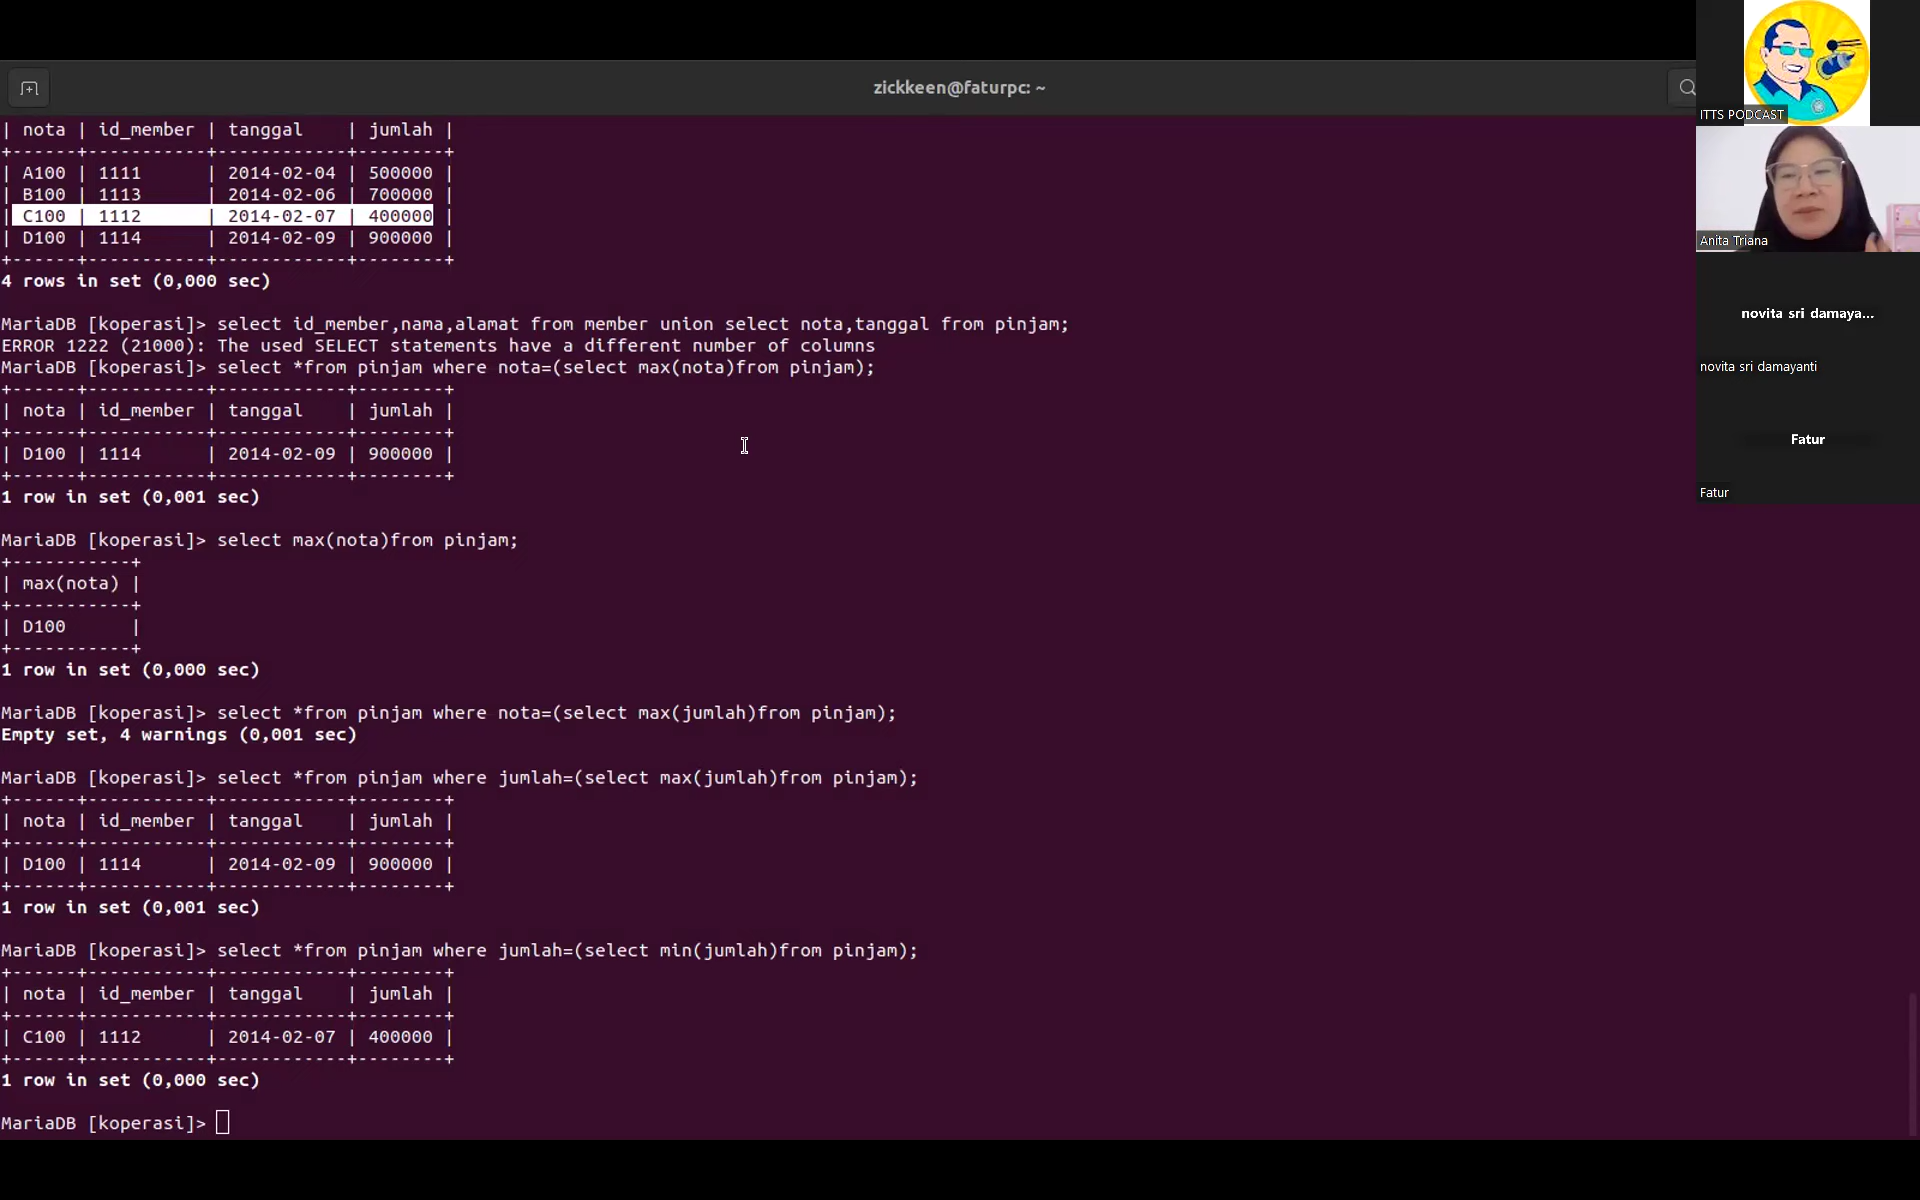 zickkeen@faturpc: ~
| nota | id_member | tanggal    | jumlah |
+------+-----------+------------+--------+
| A100 | 1111      | 2014-02-04 | 500000 |
| B100 | 1113      | 2014-02-06 | 700000 |
| C100 | 1112      | 2014-02-07 | 400000 |
| D100 | 1114      | 2014-02-09 | 900000 |
+------+-----------+------------+--------+
4 rows in set (0,000 sec)
MariaDB [koperasi]> select id_member,nama,alamat from member union select nota,tanggal from pinjam;
ERROR 1222 (21000): The used SELECT statements have a different number of columns
MariaDB [koperasi]> select *from pinjam where nota=(select max(nota)from pinjam);
+------+-----------+------------+--------+
| nota | id_member | tanggal    | jumlah |
+------+-----------+------------+--------+
| D100 | 1114      | 2014-02-09 | 900000 |
+------+-----------+------------+--------+
1 row in set (0,001 sec)
MariaDB [koperasi]> select max(nota)from pinjam;
+-----------+
| max(nota) |
+-----------+
| D100      |
+-----------+
1 row in set (0,000 sec)
MariaDB [koperasi]> select *from pinjam where nota=(select max(jumlah)from pinjam);
Empty set, 4 warnings (0,001 sec)
MariaDB [koperasi]> select *from pinjam where jumlah=(select max(jumlah)from pinjam);
+------+-----------+------------+--------+
| nota | id_member | tanggal    | jumlah |
+------+-----------+------------+--------+
| D100 | 1114      | 2014-02-09 | 900000 |
+------+-----------+------------+--------+
1 row in set (0,001 sec)
MariaDB [koperasi]> select *from pinjam where jumlah=(select min(jumlah)from pinjam);
+------+-----------+------------+--------+
| nota | id_member | tanggal    | jumlah |
+------+-----------+------------+--------+
| C100 | 1112      | 2014-02-07 | 400000 |
+------+-----------+------------+--------+
1 row in set (0,000 sec)
MariaDB [koperasi]>
ITTS PODCAST
Anita Triana
novita sri damaya...
novita sri damayanti
Fatur
Fatur